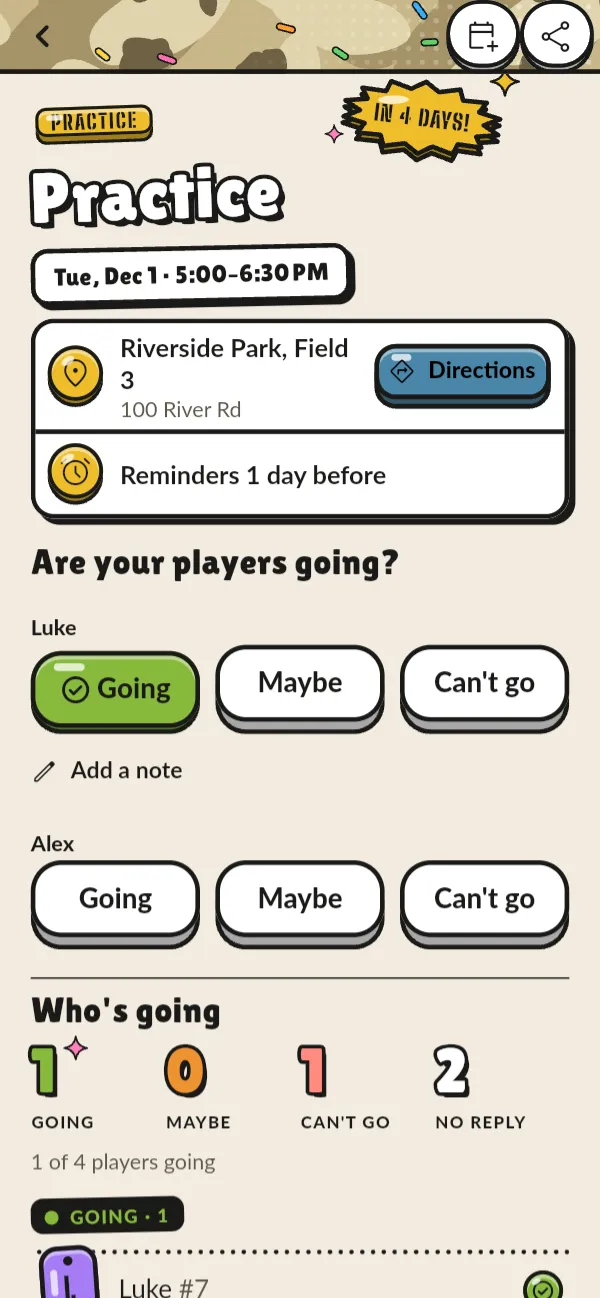 PRACTICE
IN 4 DAYS!
Practice
Tue, Dec 1 · 5:00–6:30 PM
Riverside Park, Field
3
100 River Rd
Directions
Reminders 1 day before
Are your players going?
Luke
Going
Maybe
Can't go
Add a note
Alex
Going
Maybe
Can't go
Who's going
1
0
1
2
GOING
MAYBE
CAN'T GO
NO REPLY
1 of 4 players going
GOING · 1
Luke #7